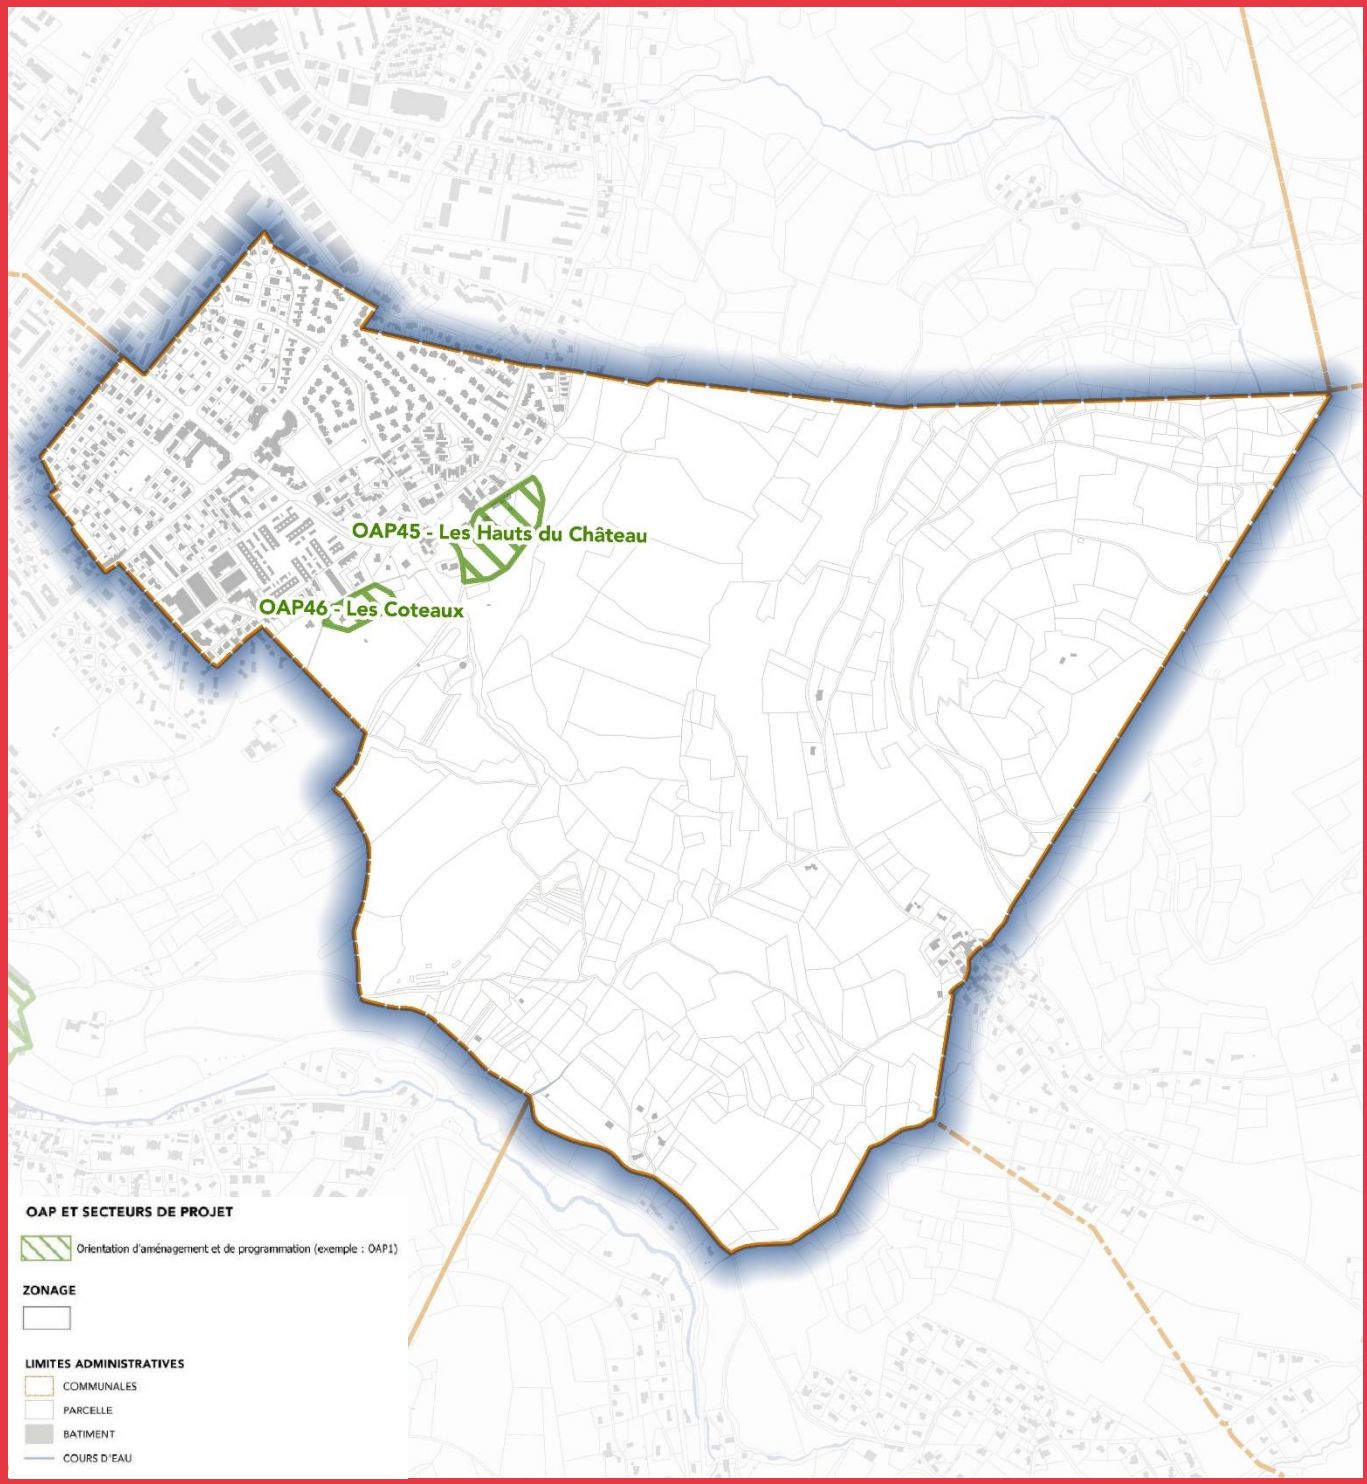 OAP45 - Les Hauts du Château
OAP46 - Les Coteaux
OAP ET SECTEURS DE PROJET
Orientation d'aménagement et de programmation (exemple : OAP1)
ZONAGE
LIMITES ADMINISTRATIVES
COMMUNALES
PARCELLE
BATIMENT
COURS D'EAU